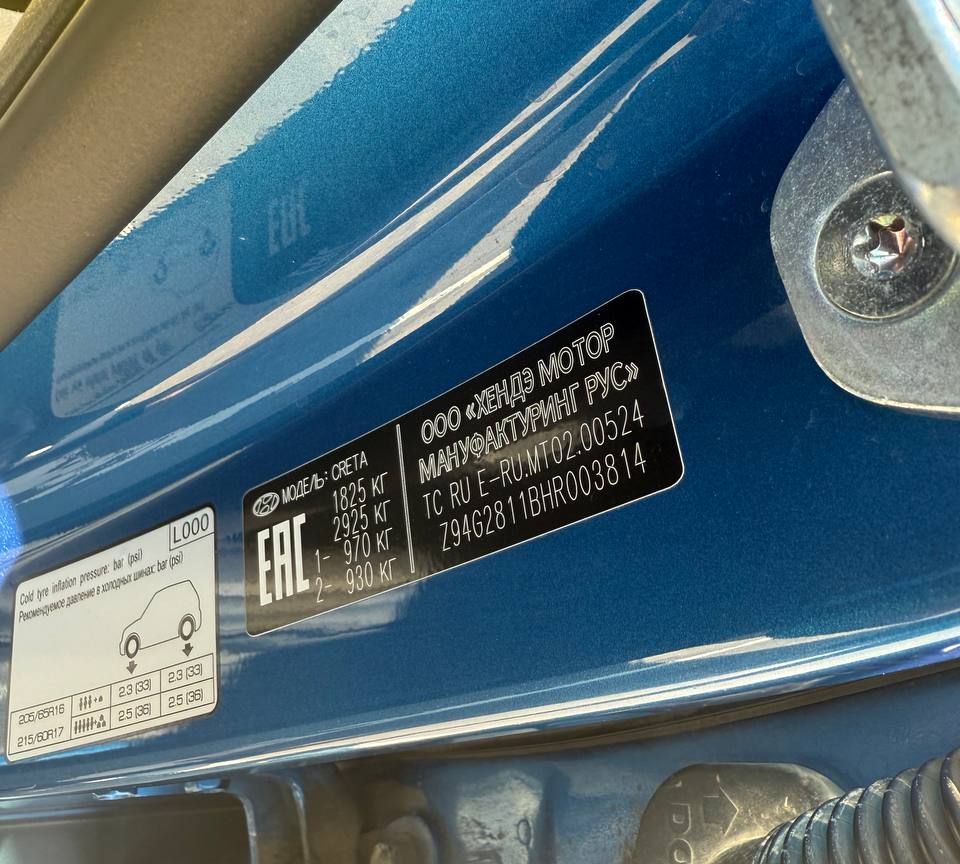 МОДЕЛЬ: CRETA
1825 КГ
2925 КГ
1- 970 КГ
2- 930 КГ
EAC
ООО «ХЕНДЭ МОТОР
МАНУФАКТУРИНГ РУС»
ТС RU E-RU.MT02.00524
Z94G2811BHR003814
L000
Cold tyre inflation pressure: bar (psi)
Рекомендуемое давление в холодных шинах: bar (psi)
205/65R16 2.3 (33) 2.3 (33)
215/60R17 2.5 (36) 2.5 (36)